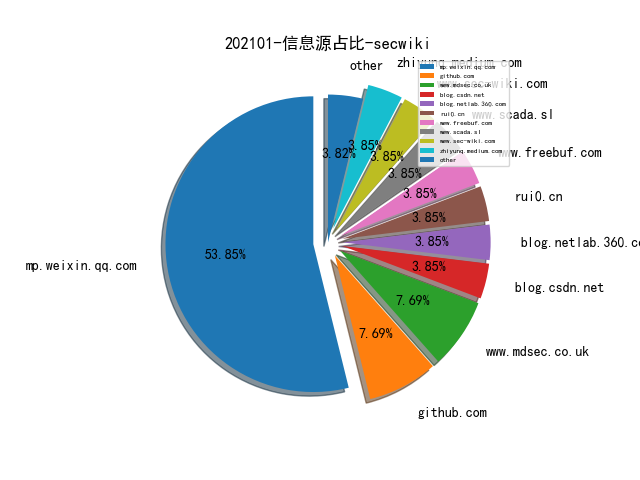 202101-信息源占比-secwiki
other
zhiyung.medium.com
www.sec-wiki.com
www.scada.sl
www.freebuf.com
rui0.cn
blog.netlab.360.co
blog.csdn.net
www.mdsec.co.uk
github.com
mp.weixin.qq.com
3.82%
3.85%
3.85%
3.85%
3.85%
3.85%
3.85%
3.85%
7.69%
7.69%
53.85%
mp.weixin.qq.com
github.com
www.mdsec.co.uk
blog.csdn.net
blog.netlab.360.com
rui0.cn
www.freebuf.com
www.scada.sl
www.sec-wiki.com
zhiyung.medium.com
other